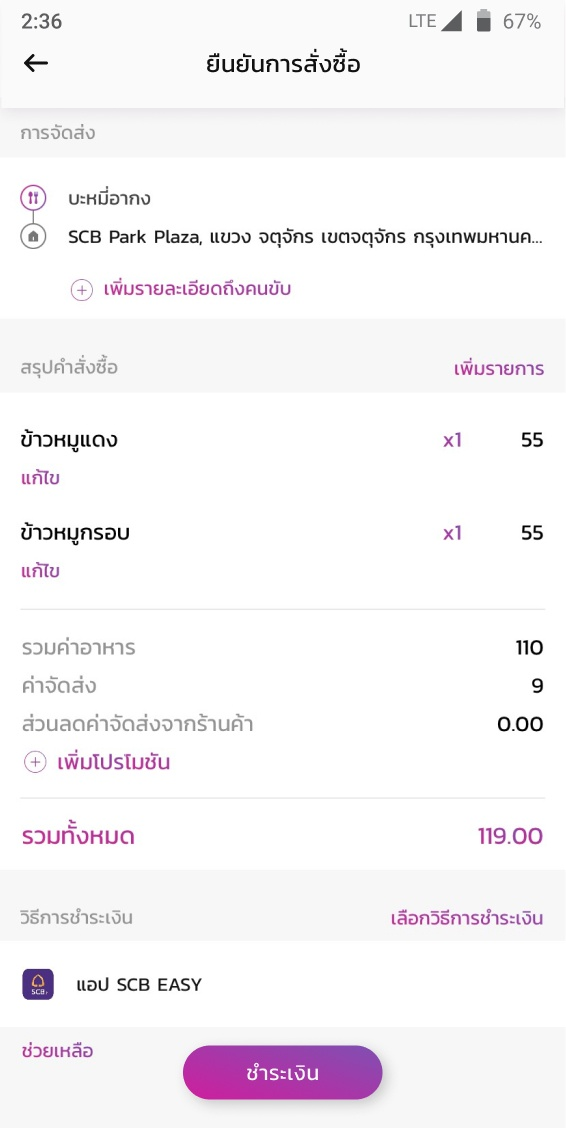 2:36 LTE 67%
ยืนยันการสั่งซื้อ
การจัดส่ง
บะหมี่อากง
SCB Park Plaza, แขวง จตุจักร เขตจตุจักร กรุงเทพมหานค...
เพิ่มรายละเอียดถึงคนขับ
สรุปคำสั่งซื้อ เพิ่มรายการ
ข้าวหมูแดง x1 55
แก้ไข
ข้าวหมูกรอบ x1 55
แก้ไข
รวมค่าอาหาร 110
ค่าจัดส่ง 9
ส่วนลดค่าจัดส่งจากร้านค้า 0.00
เพิ่มโปรโมชัน
รวมทั้งหมด 119.00
วิธีการชำระเงิน เลือกวิธีการชำระเงิน
SCB แอป SCB EASY
ช่วยเหลือ
ชำระเงิน